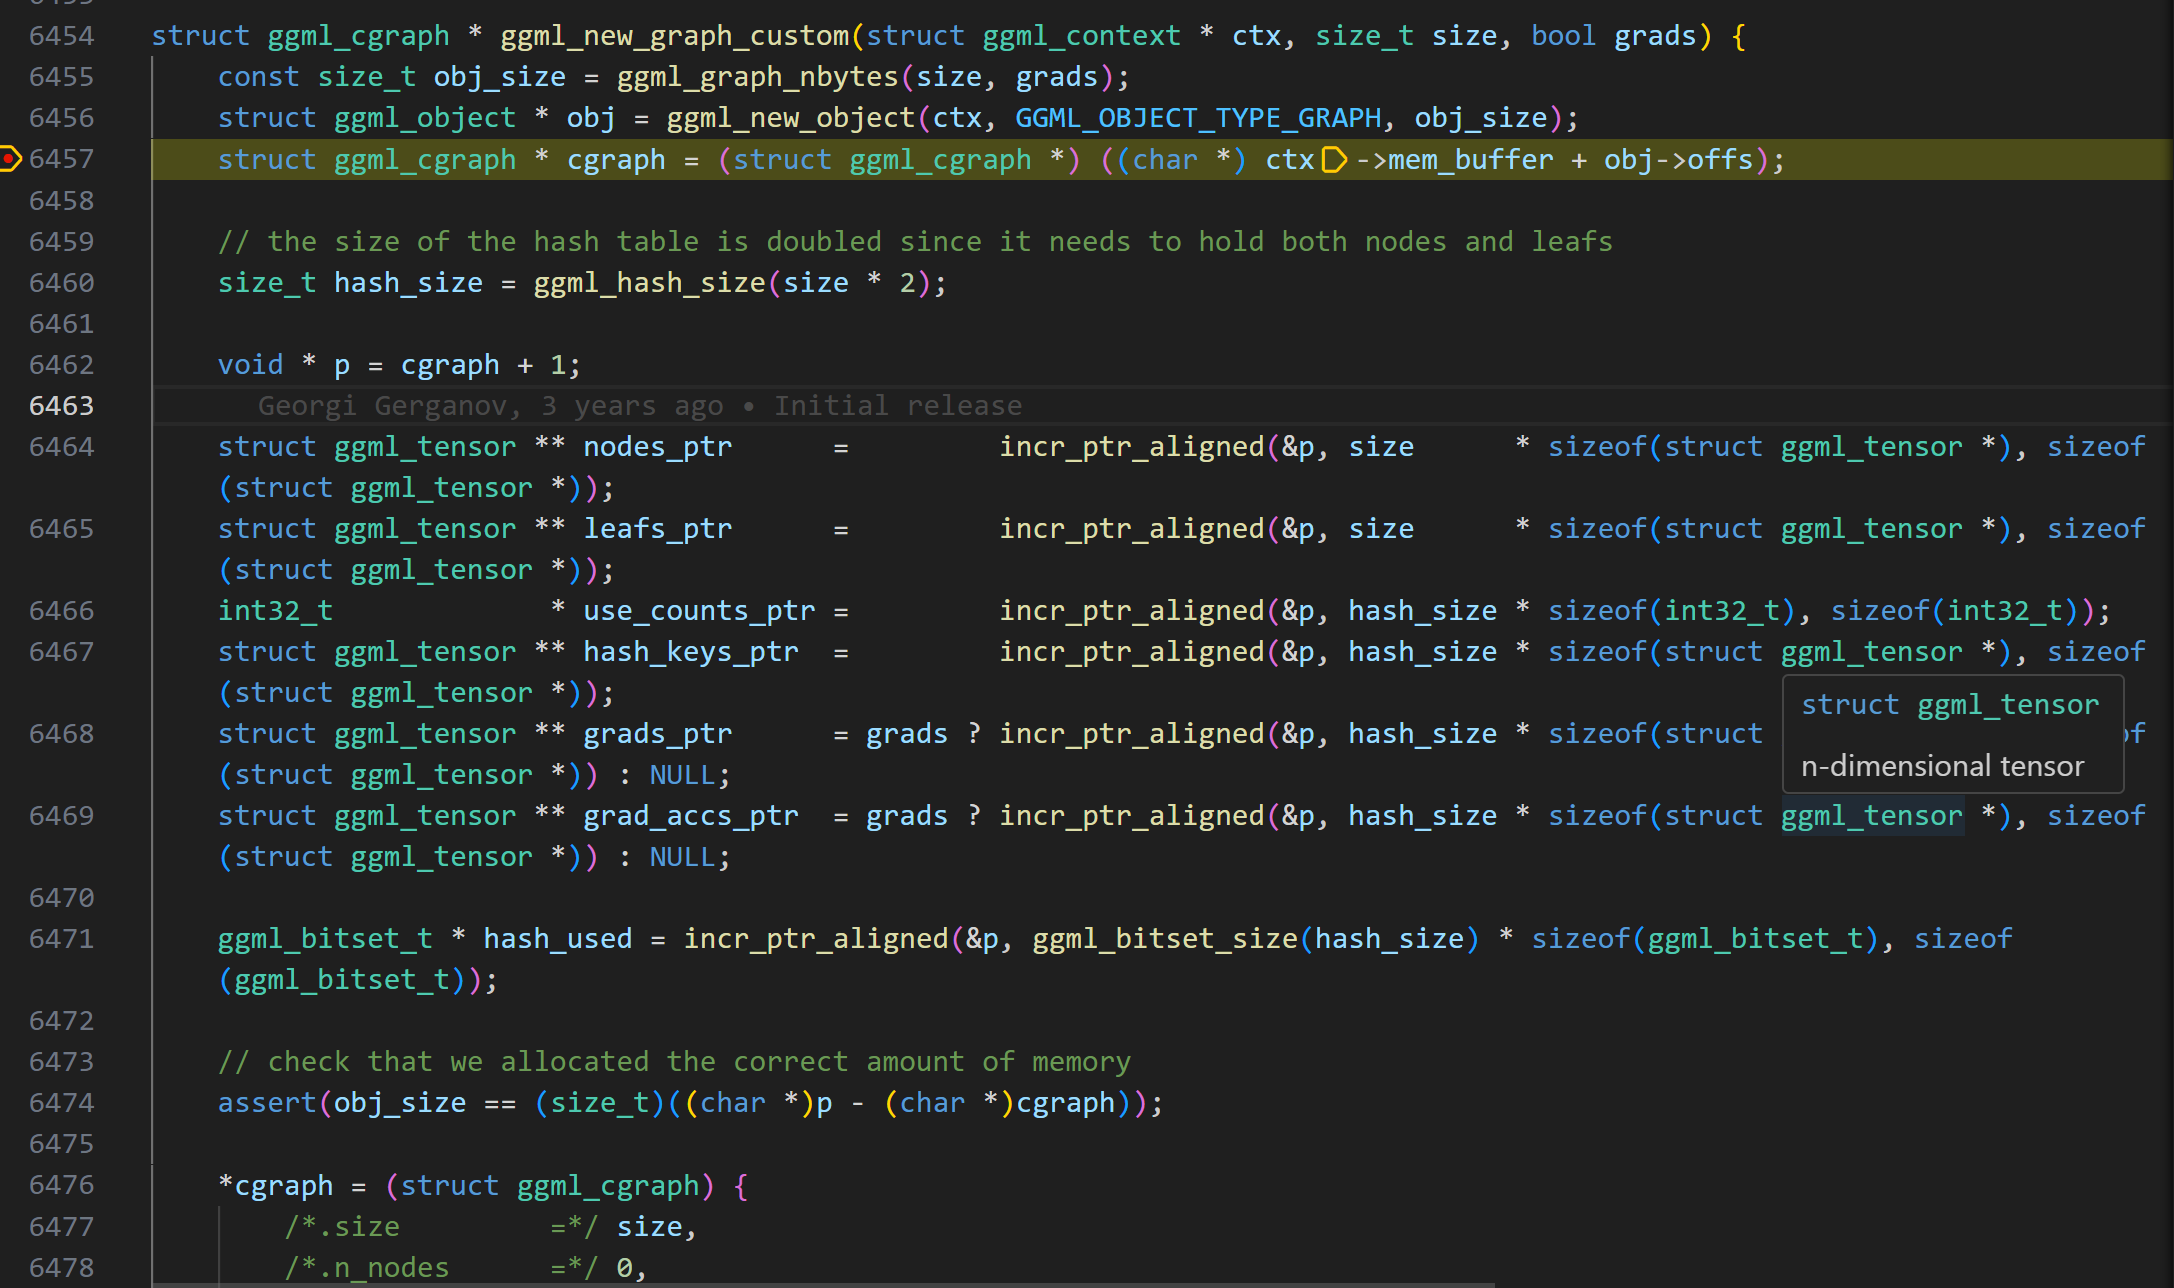 6454 struct ggml_cgraph * ggml_new_graph_custom(struct ggml_context * ctx, size_t size, bool grads) {
6455     const size_t obj_size = ggml_graph_nbytes(size, grads);
6456     struct ggml_object * obj = ggml_new_object(ctx, GGML_OBJECT_TYPE_GRAPH, obj_size);
6457     struct ggml_cgraph * cgraph = (struct ggml_cgraph *) ((char *) ctx->mem_buffer + obj->offs);
6458
6459     // the size of the hash table is doubled since it needs to hold both nodes and leafs
6460     size_t hash_size = ggml_hash_size(size * 2);
6461
6462     void * p = cgraph + 1;
6463       Georgi Gerganov, 3 years ago • Initial release
6464     struct ggml_tensor ** nodes_ptr      =         incr_ptr_aligned(&p, size      * sizeof(struct ggml_tensor *), sizeof
    (struct ggml_tensor *));
6465     struct ggml_tensor ** leafs_ptr      =         incr_ptr_aligned(&p, size      * sizeof(struct ggml_tensor *), sizeof
    (struct ggml_tensor *));
6466     int32_t             * use_counts_ptr =         incr_ptr_aligned(&p, hash_size * sizeof(int32_t), sizeof(int32_t));
6467     struct ggml_tensor ** hash_keys_ptr  =         incr_ptr_aligned(&p, hash_size * sizeof(struct ggml_tensor *), sizeof
    (struct ggml_tensor *));
struct ggml_tensor
n-dimensional tensor
6468     struct ggml_tensor ** grads_ptr      = grads ? incr_ptr_aligned(&p, hash_size * sizeof(struct
    (struct ggml_tensor *)) : NULL;
6469     struct ggml_tensor ** grad_accs_ptr  = grads ? incr_ptr_aligned(&p, hash_size * sizeof(struct ggml_tensor *), sizeof
    (struct ggml_tensor *)) : NULL;
6470
6471     ggml_bitset_t * hash_used = incr_ptr_aligned(&p, ggml_bitset_size(hash_size) * sizeof(ggml_bitset_t), sizeof
    (ggml_bitset_t));
6472
6473     // check that we allocated the correct amount of memory
6474     assert(obj_size == (size_t)((char *)p - (char *)cgraph));
6475
6476     *cgraph = (struct ggml_cgraph) {
6477         /*.size         =*/ size,
6478         /*.n_nodes      =*/ 0,